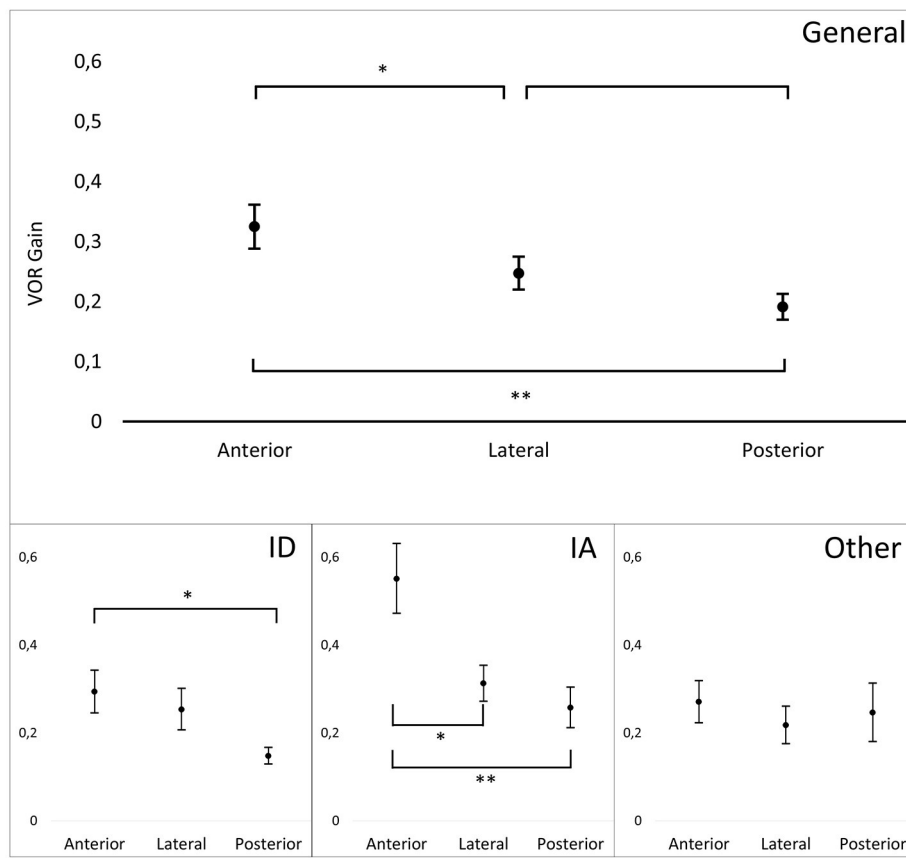 General
0,6
*
0,5
0,4
0,3
VOR Gain
0,2
0,1
**
0
Anterior Lateral Posterior
ID
0,6
*
0,4
0,2
0
Anterior Lateral Posterior
IA
0,6
0,4
0,2
*
**
0
Anterior Lateral Posterior
Other
0,6
0,4
0,2
0
Anterior Lateral Posterior